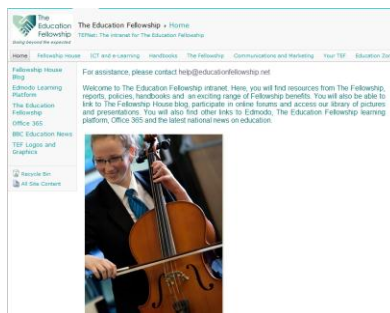 The
Education
Fellowship
Going beyond the expected
The Education Fellowship ▸ Home
TEFNet: The intranet for The Education Fellowship
Home Fellowship House ICT and e-Learning Handbooks The Fellowship Communications and Marketing Your TEF Education Zon
Fellowship House
Blog
Edmodo Learning
Platform
The Education
Fellowship
Office 365
BBC Education News
TEF Logos and
Graphics
Recycle Bin
All Site Content
For assistance, please contact help@educationfellowship.net
Welcome to The Education Fellowship intranet. Here, you will find resources from The Fellowship,
reports, policies, handbooks and an exciting range of Fellowship benefits. You will also be able to
link to The Fellowship House blog, participate in online forums and access our library of pictures
and presentations. You will also find other links to Edmodo, The Education Fellowship learning
platform, Office 365 and the latest national news on education.